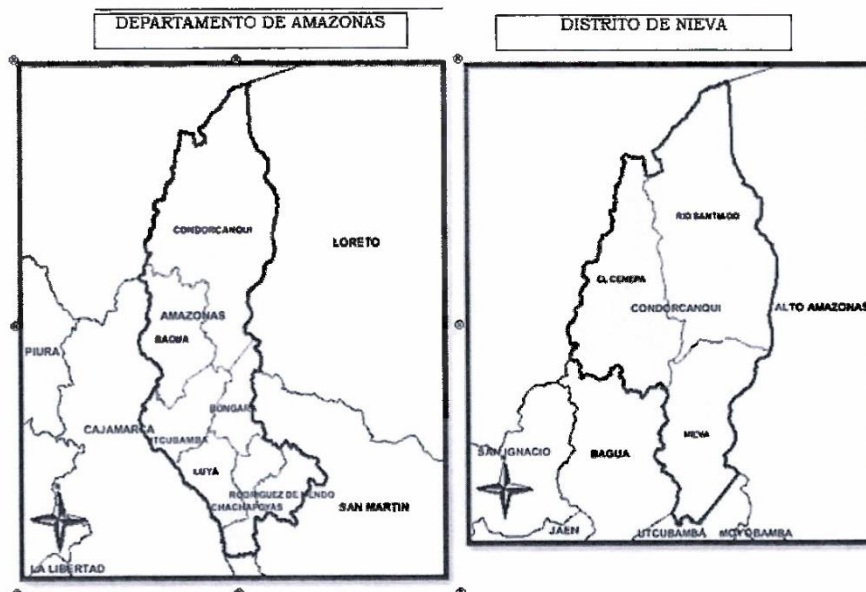 DEPARTAMENTO DE AMAZONAS
CONDORCANQUI
LORETO
AMAZONAS
BAGUA
PIURA
BONGARA
CAJAMARCA
UTCUBAMBA
LUYA
RODRIGUEZ DE MENDO
CHACHAPOYAS
SAN MARTIN
LA LIBERTAD
DISTRITO DE NIEVA
RIO SANTIAGO
EL CENEPA
CONDORCANQUI
ALTO AMAZONAS
NIEVA
SAN IGNACIO
BAGUA
JAEN
UTCUBAMBA
MOYOBAMBA